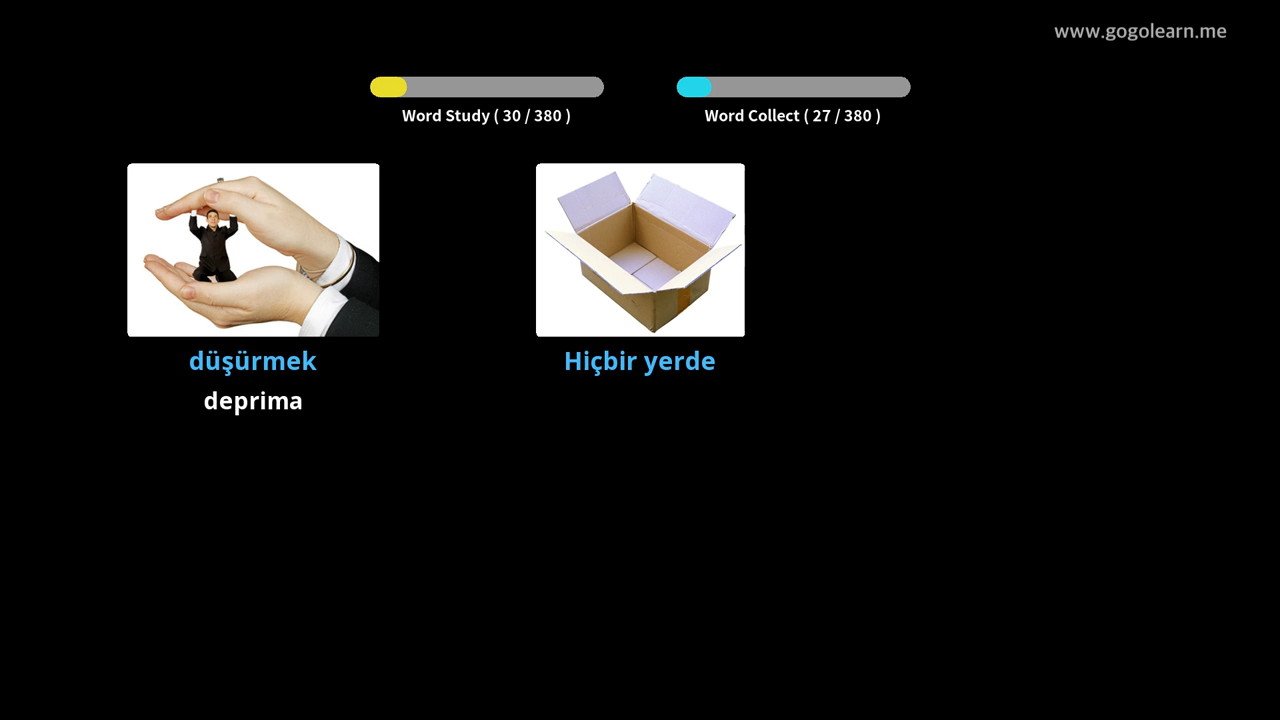 www.gogolearn.me
Word Study ( 30 / 380 )
Word Collect ( 27 / 380 )
düşürmek
deprima
Hiçbir yerde